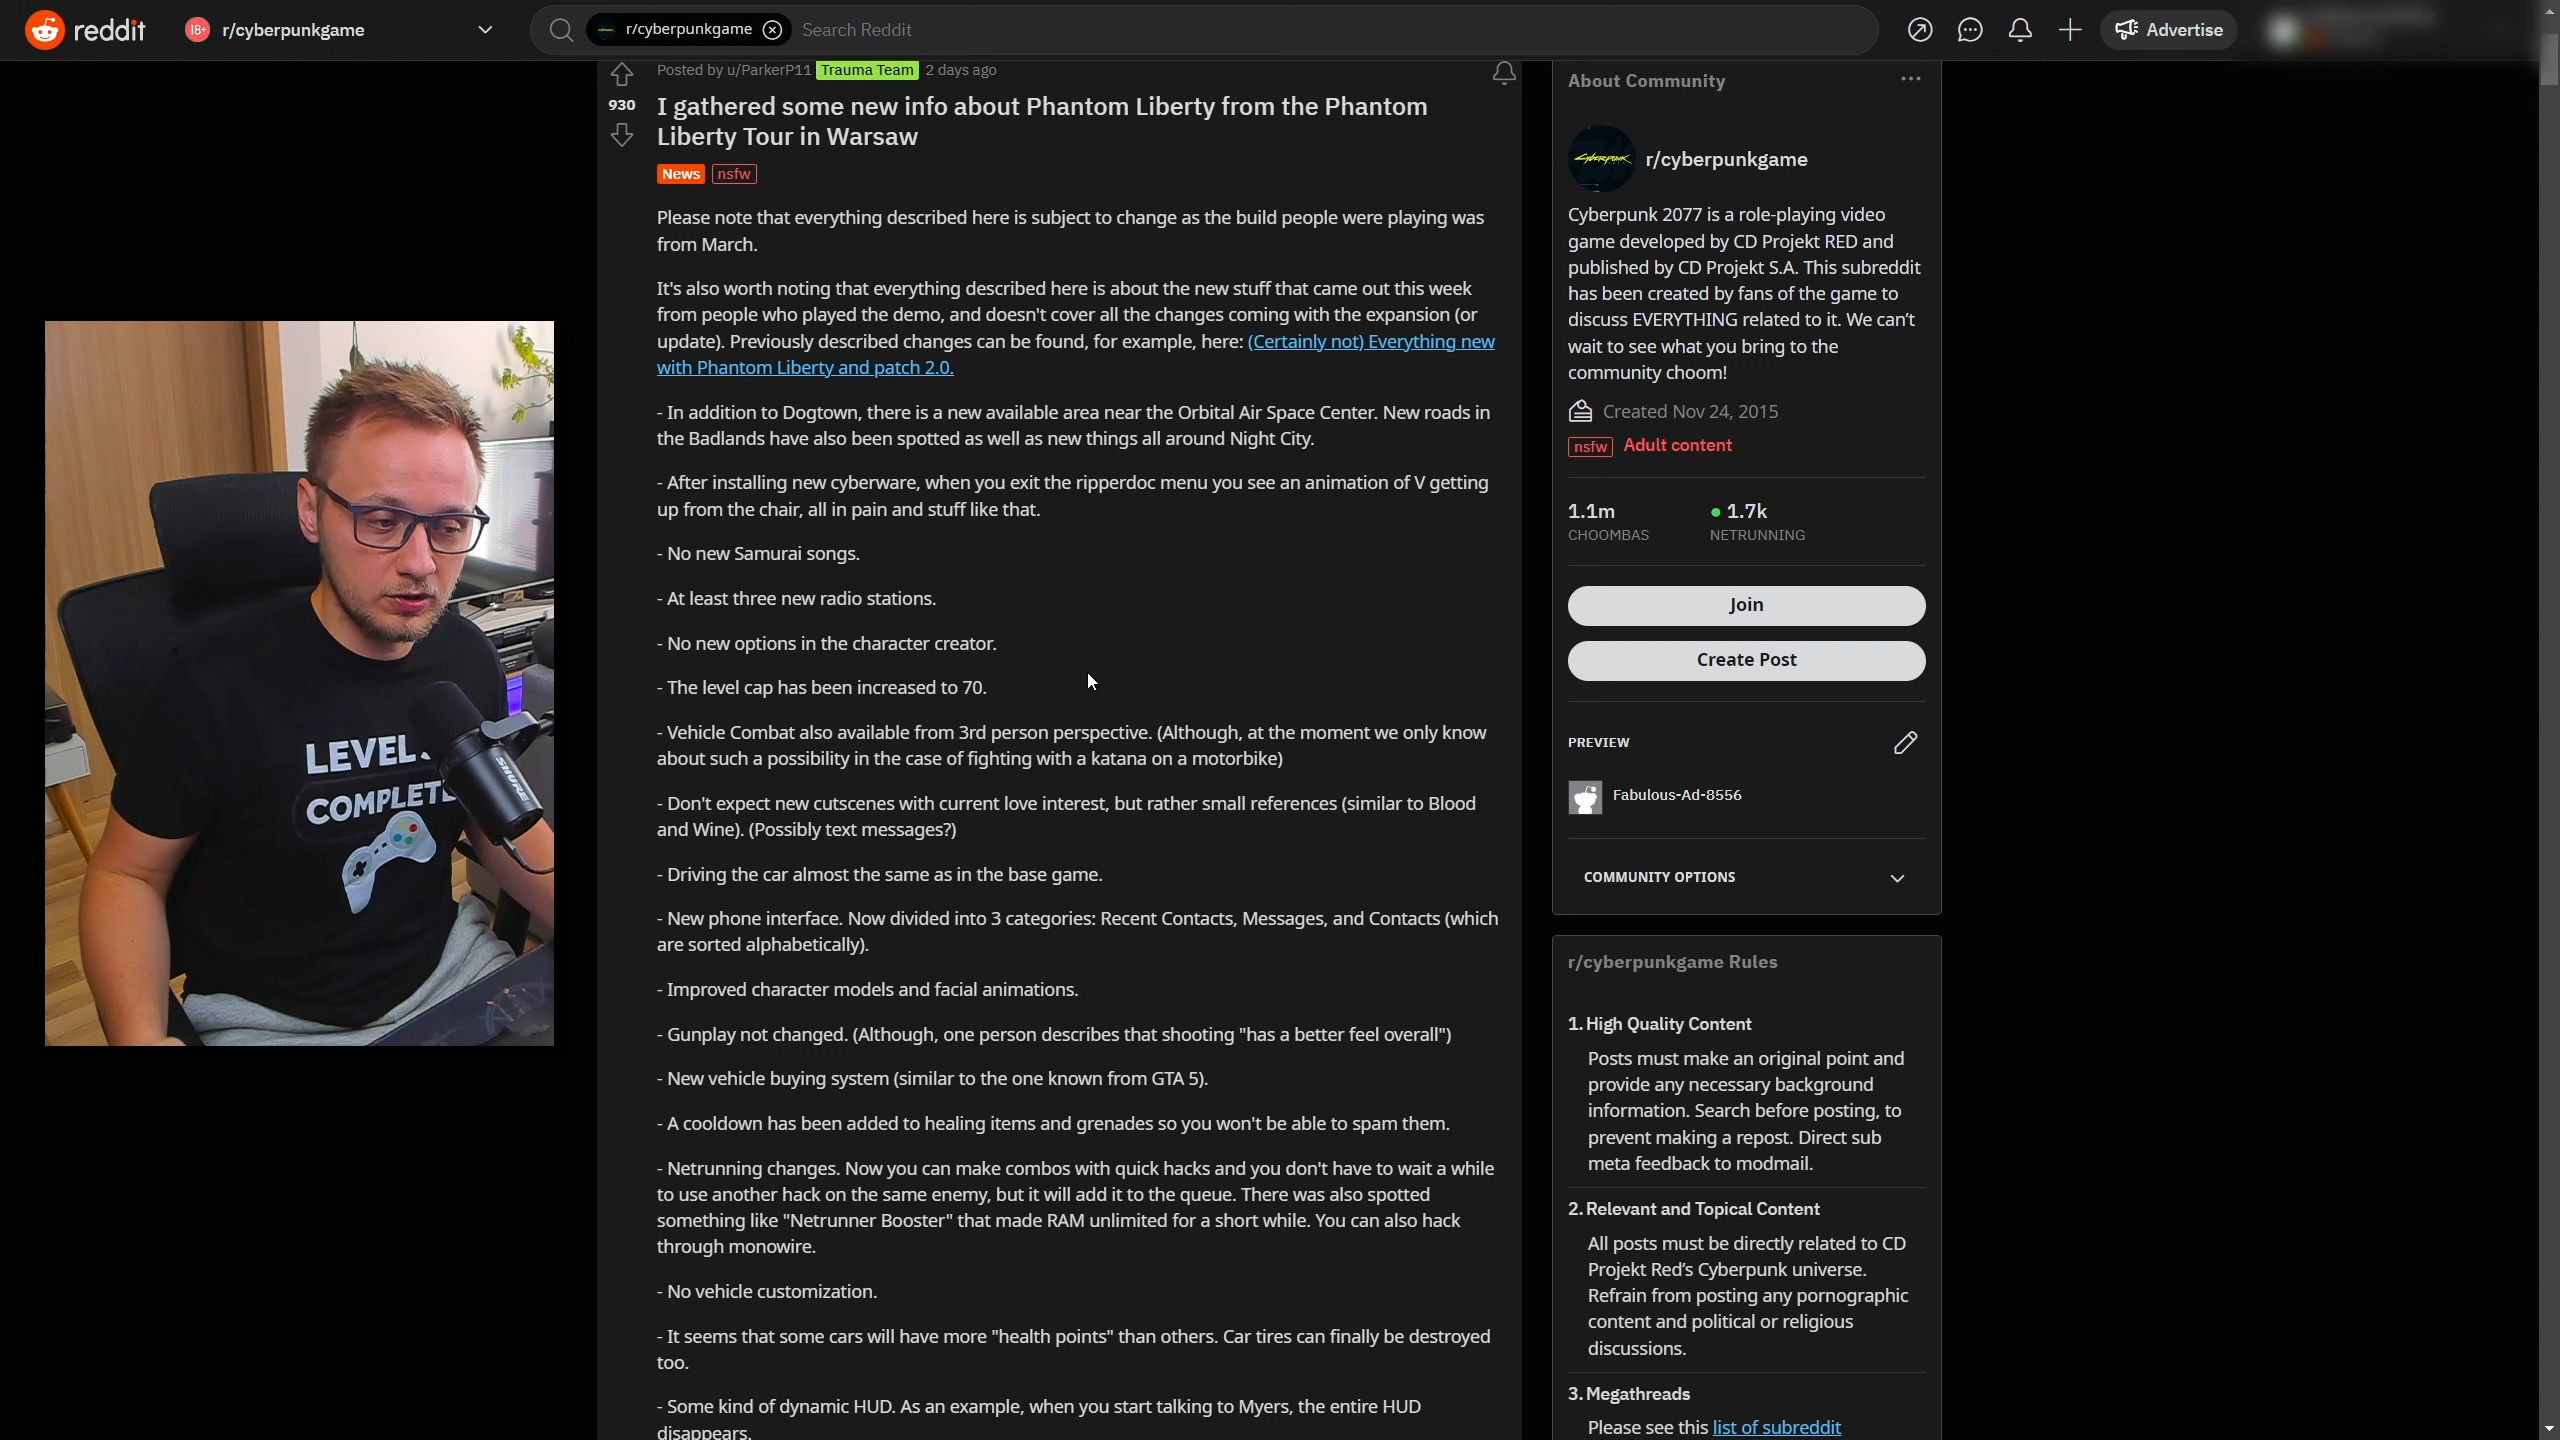 reddit
18+ r/cyberpunkgame
r/cyberpunkgame Search Reddit
Advertise
Posted by u/ParkerP11 Trauma Team 2 days ago
930
I gathered some new info about Phantom Liberty from the Phantom
Liberty Tour in Warsaw
News nsfw
Please note that everything described here is subject to change as the build people were playing was
from March.
It's also worth noting that everything described here is about the new stuff that came out this week
from people who played the demo, and doesn't cover all the changes coming with the expansion (or
update). Previously described changes can be found, for example, here: (Certainly not) Everything new
with Phantom Liberty and patch 2.0.
- In addition to Dogtown, there is a new available area near the Orbital Air Space Center. New roads in
the Badlands have also been spotted as well as new things all around Night City.
- After installing new cyberware, when you exit the ripperdoc menu you see an animation of V getting
up from the chair, all in pain and stuff like that.
- No new Samurai songs.
- At least three new radio stations.
- No new options in the character creator.
- The level cap has been increased to 70.
- Vehicle Combat also available from 3rd person perspective. (Although, at the moment we only know
about such a possibility in the case of fighting with a katana on a motorbike)
- Don't expect new cutscenes with current love interest, but rather small references (similar to Blood
and Wine). (Possibly text messages?)
- Driving the car almost the same as in the base game.
- New phone interface. Now divided into 3 categories: Recent Contacts, Messages, and Contacts (which
are sorted alphabetically).
- Improved character models and facial animations.
- Gunplay not changed. (Although, one person describes that shooting "has a better feel overall")
- New vehicle buying system (similar to the one known from GTA 5).
- A cooldown has been added to healing items and grenades so you won't be able to spam them.
- Netrunning changes. Now you can make combos with quick hacks and you don't have to wait a while
to use another hack on the same enemy, but it will add it to the queue. There was also spotted
something like "Netrunner Booster" that made RAM unlimited for a short while. You can also hack
through monowire.
- No vehicle customization.
- It seems that some cars will have more "health points" than others. Car tires can finally be destroyed
too.
- Some kind of dynamic HUD. As an example, when you start talking to Myers, the entire HUD
disappears.
LEVEL
COMPLETE
SHURE
About Community
CYBERPUNK
r/cyberpunkgame
Cyberpunk 2077 is a role-playing video
game developed by CD Projekt RED and
published by CD Projekt S.A. This subreddit
has been created by fans of the game to
discuss EVERYTHING related to it. We can't
wait to see what you bring to the
community choom!
Created Nov 24, 2015
nsfw Adult content
1.1m 1.7k
CHOOMBAS NETRUNNING
Join
Create Post
PREVIEW
Fabulous-Ad-8556
COMMUNITY OPTIONS
r/cyberpunkgame Rules
1. High Quality Content
Posts must make an original point and
provide any necessary background
information. Search before posting, to
prevent making a repost. Direct sub
meta feedback to modmail.
2. Relevant and Topical Content
All posts must be directly related to CD
Projekt Red's Cyberpunk universe.
Refrain from posting any pornographic
content and political or religious
discussions.
3. Megathreads
Please see this list of subreddit